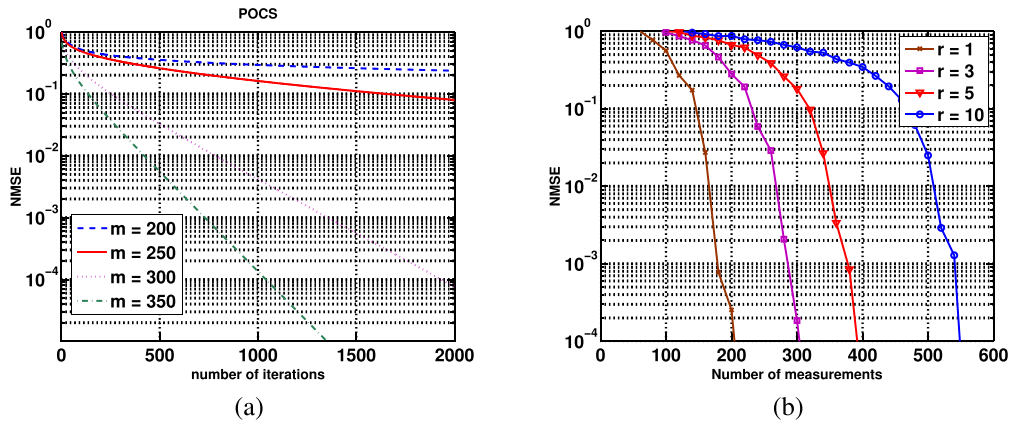 POCS
10^0
10^-1
10^-2
10^-3
10^-4
NMSE
m = 200
m = 250
m = 300
m = 350
0 500 1000 1500 2000
number of iterations
(a)
10^0
10^-1
10^-2
10^-3
10^-4
NMSE
r = 1
r = 3
r = 5
r = 10
0 100 200 300 400 500 600
Number of measurements
(b)